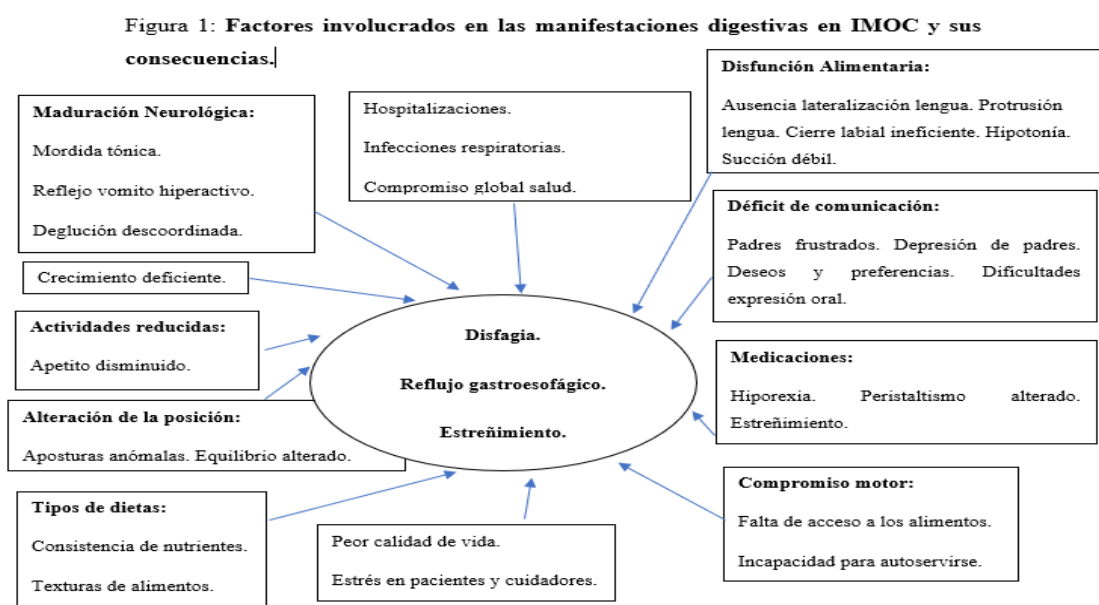 Figura 1: Factores involucrados en las manifestaciones digestivas en IMOC y sus
consecuencias.
Maduración Neurológica:
Mordida tónica.
Reflejo vomito hiperactivo.
Deglución descoordinada.
Hospitalizaciones.
Infecciones respiratorias.
Compromiso global salud.
Disfunción Alimentaria:
Ausencia lateralización lengua. Protrusión
lengua. Cierre labial ineficiente. Hipotonía.
Succión débil.
Déficit de comunicación:
Padres frustrados. Depresión de padres.
Deseos y preferencias. Dificultades
expresión oral.
Crecimiento deficiente.
Actividades reducidas:
Apetito disminuido.
Disfagia.
Reflujo gastroesofágico.
Estreñimiento.
Medicaciones:
Hiporexia. Peristaltismo alterado.
Estreñimiento.
Alteración de la posición:
Aposturas anómalas. Equilibrio alterado.
Tipos de dietas:
Consistencia de nutrientes.
Texturas de alimentos.
Peor calidad de vida.
Estrés en pacientes y cuidadores.
Compromiso motor:
Falta de acceso a los alimentos.
Incapacidad para autoservirse.